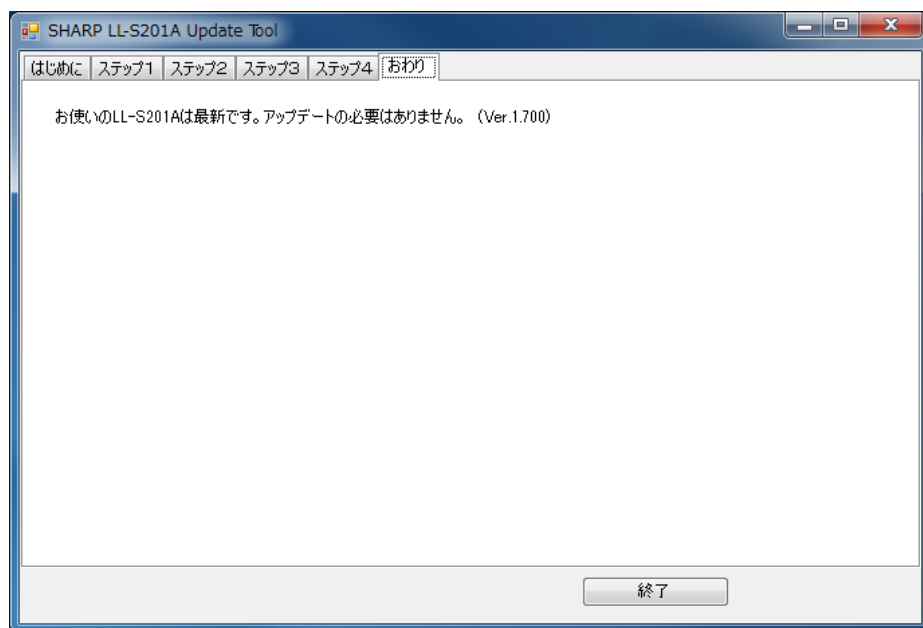 SHARP LL-S201A Update Tool
はじめに ステップ1 ステップ2 ステップ3 ステップ4 おわり
お使いのLL-S201Aは最新です。アップデートの必要はありません。 (Ver.1.700)
終了